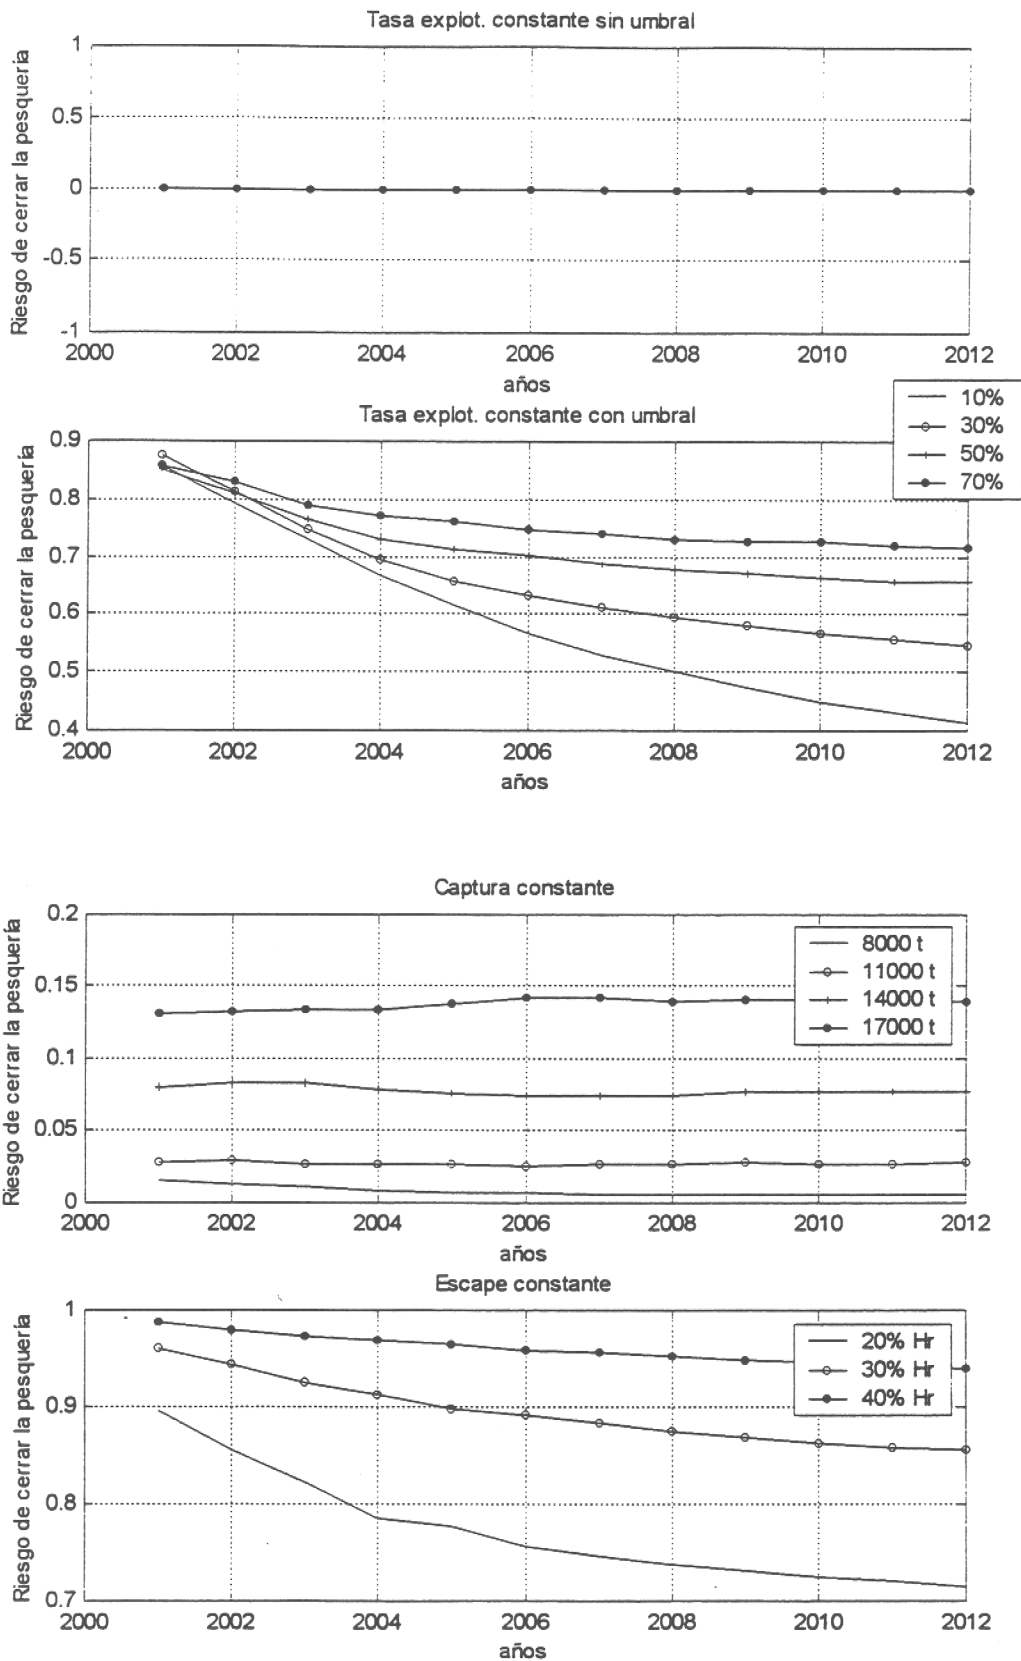 Tasa explot. constante sin umbral
Riesgo de cerrar la pesquería
1
0.5
0
-0.5
-1
2000 2002 2004 2006 2008 2010 2012
años
Tasa explot. constante con umbral
10%
30%
50%
70%
Riesgo de cerrar la pesquería
0.9
0.8
0.7
0.6
0.5
0.4
2000 2002 2004 2006 2008 2010 2012
años
Captura constante
Riesgo de cerrar la pesquería
0.2
0.15
0.1
0.05
0
8000 t
11000 t
14000 t
17000 t
2000 2002 2004 2006 2008 2010 2012
años
Escape constante
Riesgo de cerrar la pesquería
1
0.9
0.8
0.7
20% Hr
30% Hr
40% Hr
2000 2002 2004 2006 2008 2010 2012
años